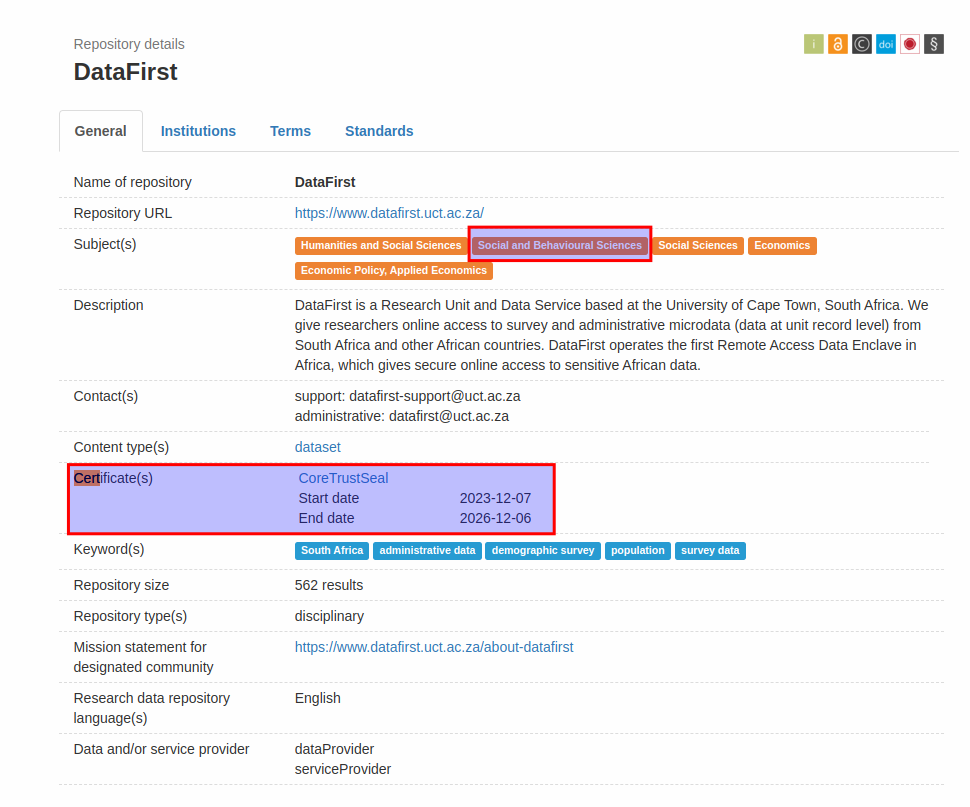 Repository details
i © doi §
DataFirst
General Institutions Terms Standards
Name of repository DataFirst
Repository URL https://www.datafirst.uct.ac.za/
Subject(s) Humanities and Social Sciences Social and Behavioural Sciences Social Sciences Economics
Economic Policy, Applied Economics
Description DataFirst is a Research Unit and Data Service based at the University of Cape Town, South Africa. We
give researchers online access to survey and administrative microdata (data at unit record level) from
South Africa and other African countries. DataFirst operates the first Remote Access Data Enclave in
Africa, which gives secure online access to sensitive African data.
Contact(s) support: datafirst-support@uct.ac.za
administrative: datafirst@uct.ac.za
Content type(s) dataset
Certificate(s) CoreTrustSeal
Start date 2023-12-07
End date 2026-12-06
Keyword(s) South Africa administrative data demographic survey population survey data
Repository size 562 results
Repository type(s) disciplinary
Mission statement for https://www.datafirst.uct.ac.za/about-datafirst
designated community
Research data repository English
language(s)
Data and/or service provider dataProvider
serviceProvider